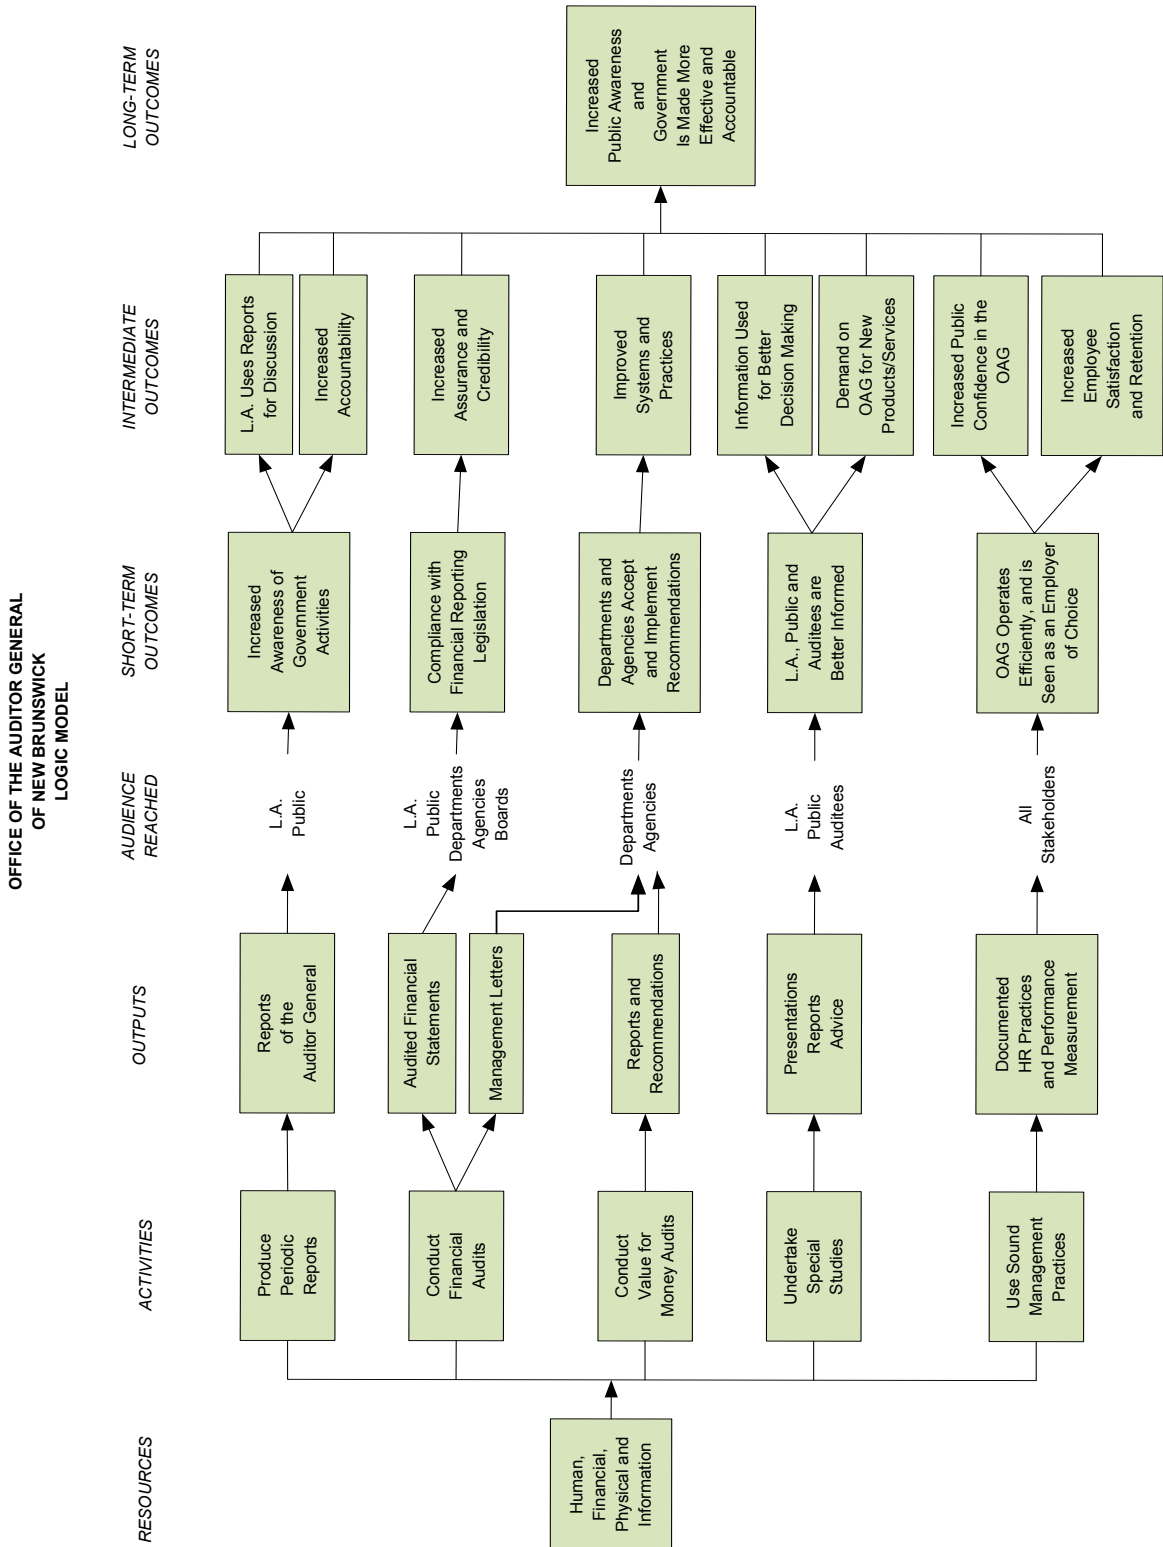 OFFICE OF THE AUDITOR GENERAL
OF NEW BRUNSWICK
LOGIC MODEL
RESOURCES
ACTIVITIES
OUTPUTS
AUDIENCE
REACHED
SHORT-TERM
OUTCOMES
INTERMEDIATE
OUTCOMES
LONG-TERM
OUTCOMES
Human,
Financial,
Physical and
Information
Produce
Periodic
Reports
Reports
of the
Auditor General
L.A.
Public
Increased
Awareness of
Government
Activities
L.A. Uses Reports
for Discussion
Increased
Accountability
Conduct
Financial
Audits
Audited Financial
Statements
Management Letters
L.A.
Public
Departments
Agencies
Boards
Compliance with
Financial Reporting
Legislation
Increased
Assurance and
Credibility
Conduct
Value for
Money Audits
Reports and
Recommendations
Departments
Agencies
Departments and
Agencies Accept
and Implement
Recommendations
Improved
Systems and
Practices
Undertake
Special
Studies
Presentations
Reports
Advice
L.A.
Public
Auditees
L.A., Public and
Auditees are
Better Informed
Information Used
for Better
Decision Making
Demand on
OAG for New
Products/Services
Use Sound
Management
Practices
Documented
HR Practices
and Performance
Measurement
All
Stakeholders
OAG Operates
Efficiently, and is
Seen as an Employer
of Choice
Increased Public
Confidence in the
OAG
Increased
Employee
Satisfaction
and Retention
Increased
Public Awareness
and
Government
Is Made More
Effective and
Accountable